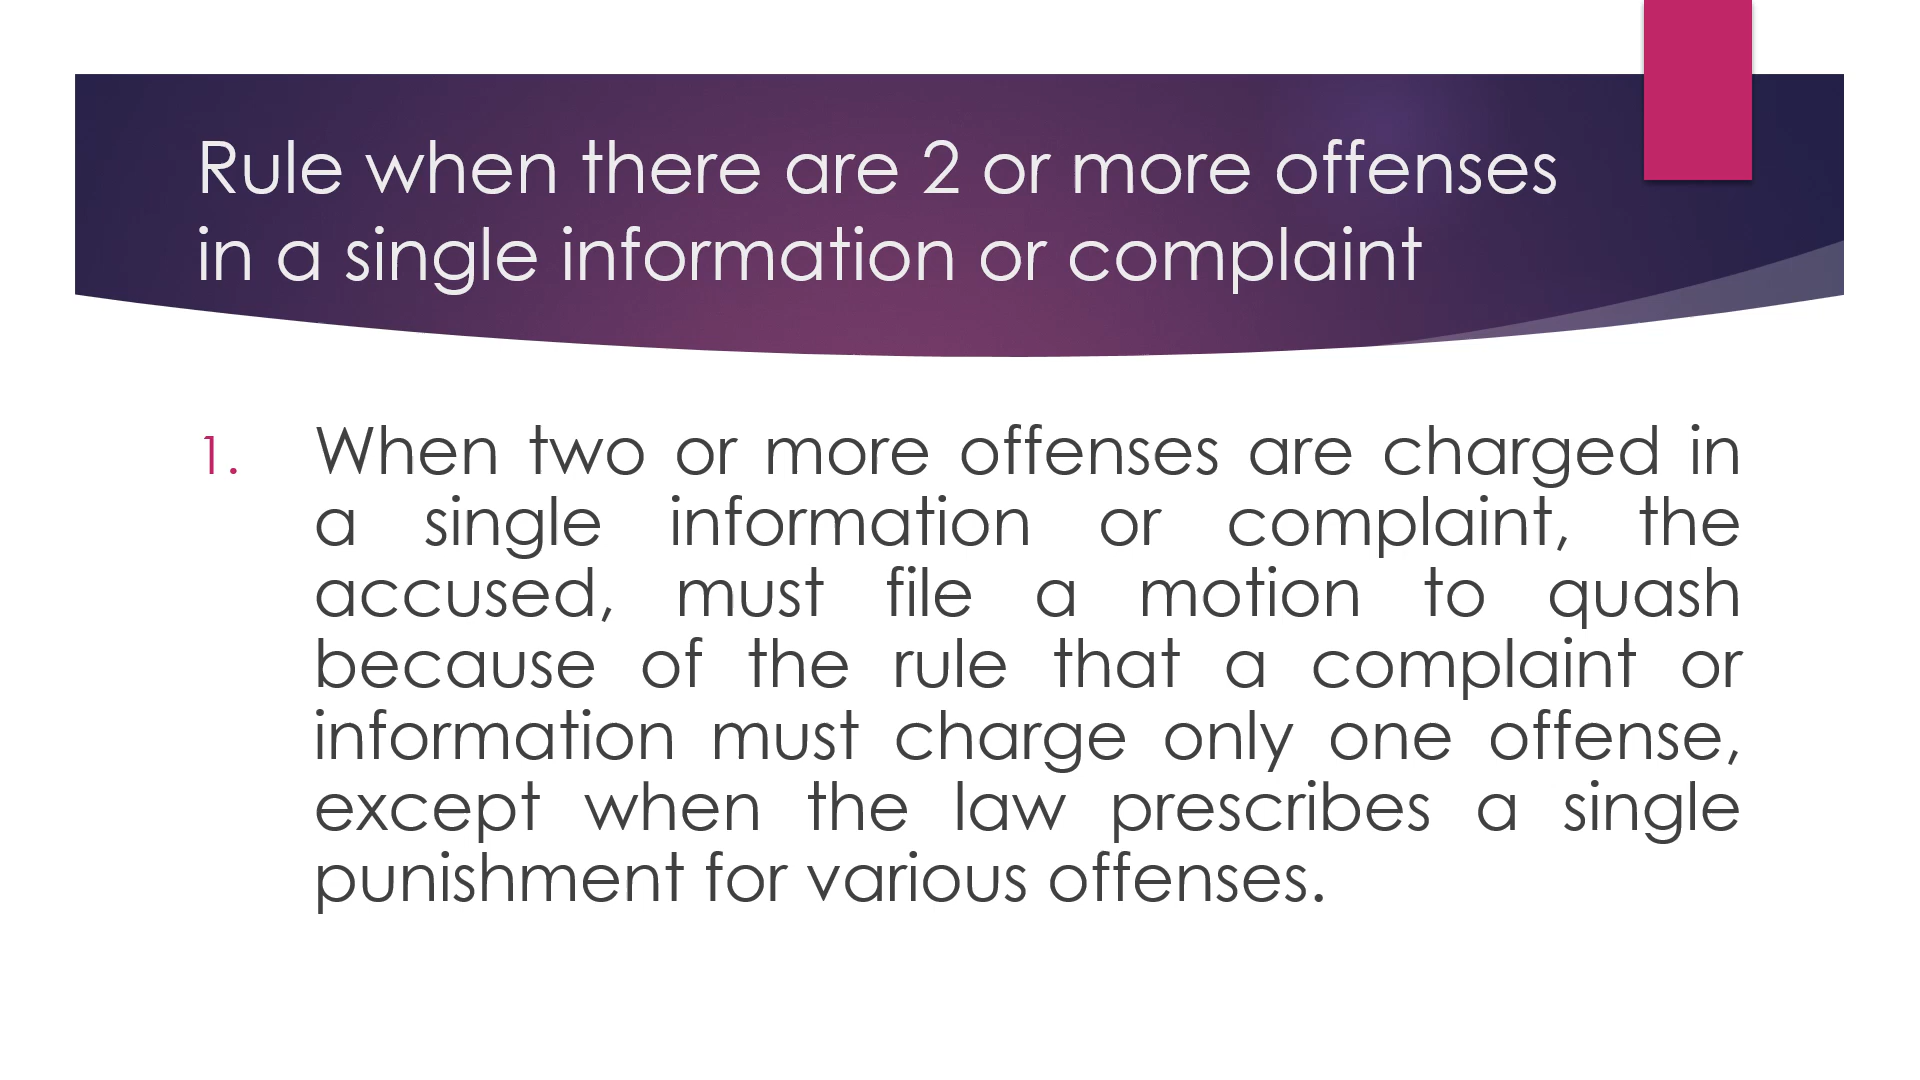 Rule when there are 2 or more offenses
in a single information or complaint
1. When two or more offenses are charged in
a single information or complaint, the
accused, must file a motion to quash
because of the rule that a complaint or
information must charge only one offense,
except when the law prescribes a single
punishment for various offenses.